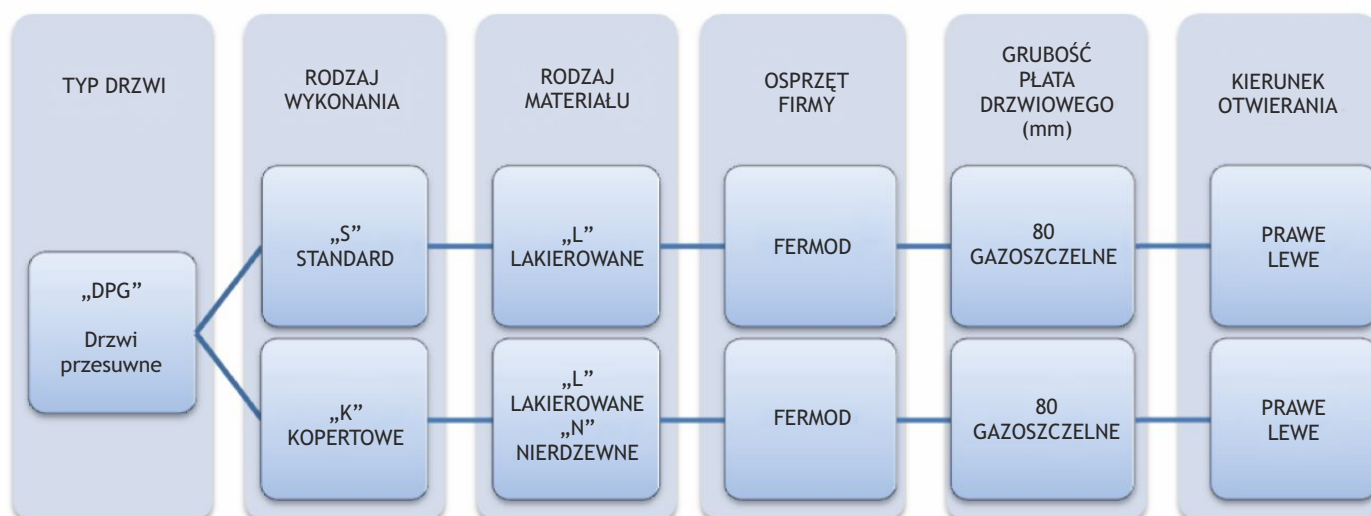 TYP DRZWI
RODZAJ
WYKONANIA
RODZAJ
MATERIAŁU
OSPRZĘT
FIRMY
GRUBOŚĆ
PŁATA
DRZWIOWEGO
(mm)
KIERUNEK
OTWIERANIA
„DPG”
Drzwi
przesuwne
„S”
STANDARD
„L”
LAKIEROWANE
FERMOD
80
GAZOSZCZELNE
PRAWE
LEWE
„K”
KOPERTOWE
„L”
LAKIEROWANE
„N”
NIERDZEWNE
FERMOD
80
GAZOSZCZELNE
PRAWE
LEWE